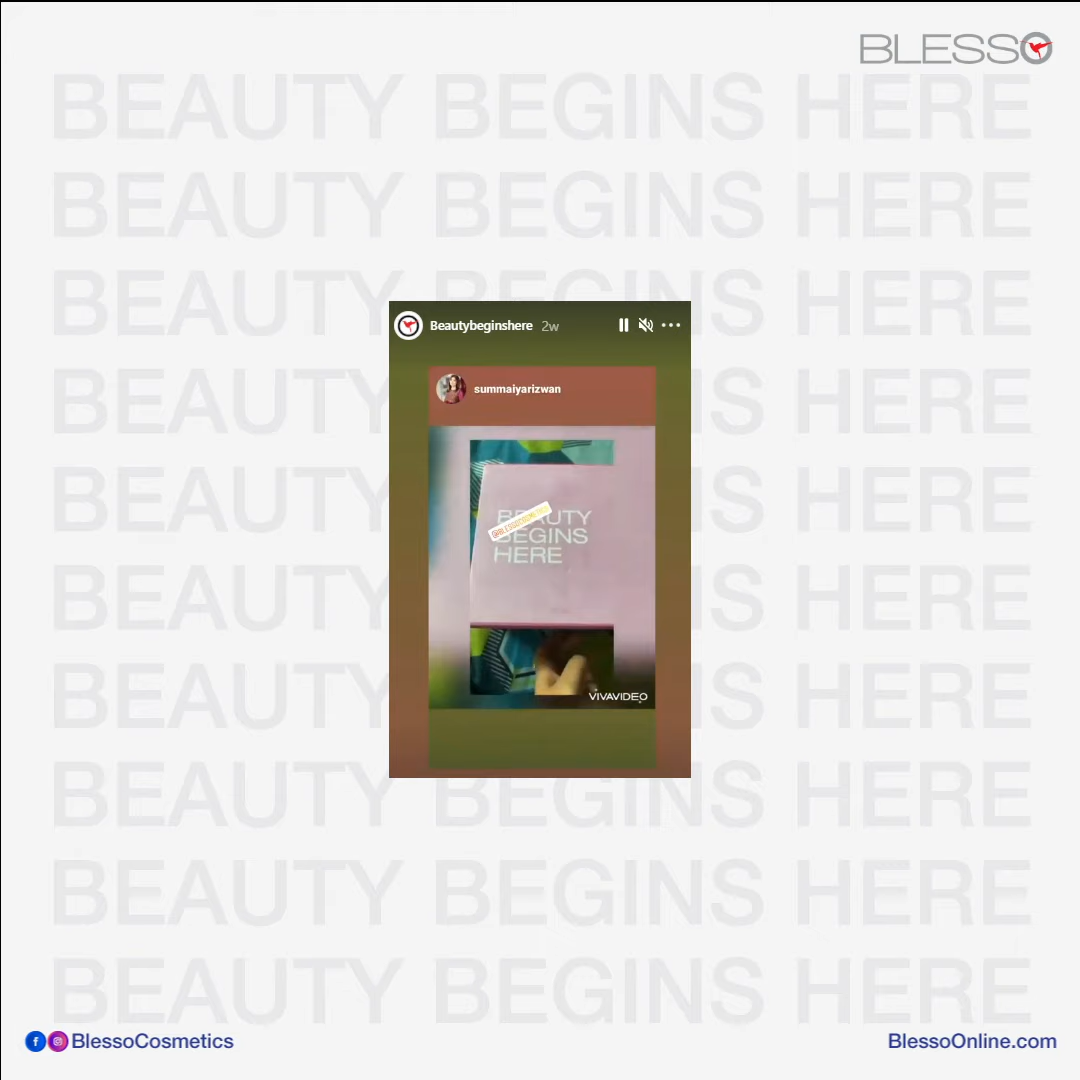 BLESSO
BEAUTY BEGINS HERE
BEAUTY BEGINS HERE
BEAUTY BEGINS HERE
Beautybeginshere 2w
summaiyarizwan
BEAUTY BEGINS HERE
BEAUTY BEGINS HERE
BEAUTY
BEGINS
HERE
BEAUTY BEGINS HERE
BEAUTY BEGINS HERE
VIVAVIDEO
BEAUTY BEGINS HERE
BEAUTY BEGINS HERE
BEAUTY BEGINS HERE
BlessoCosmetics
BlessoOnline.com